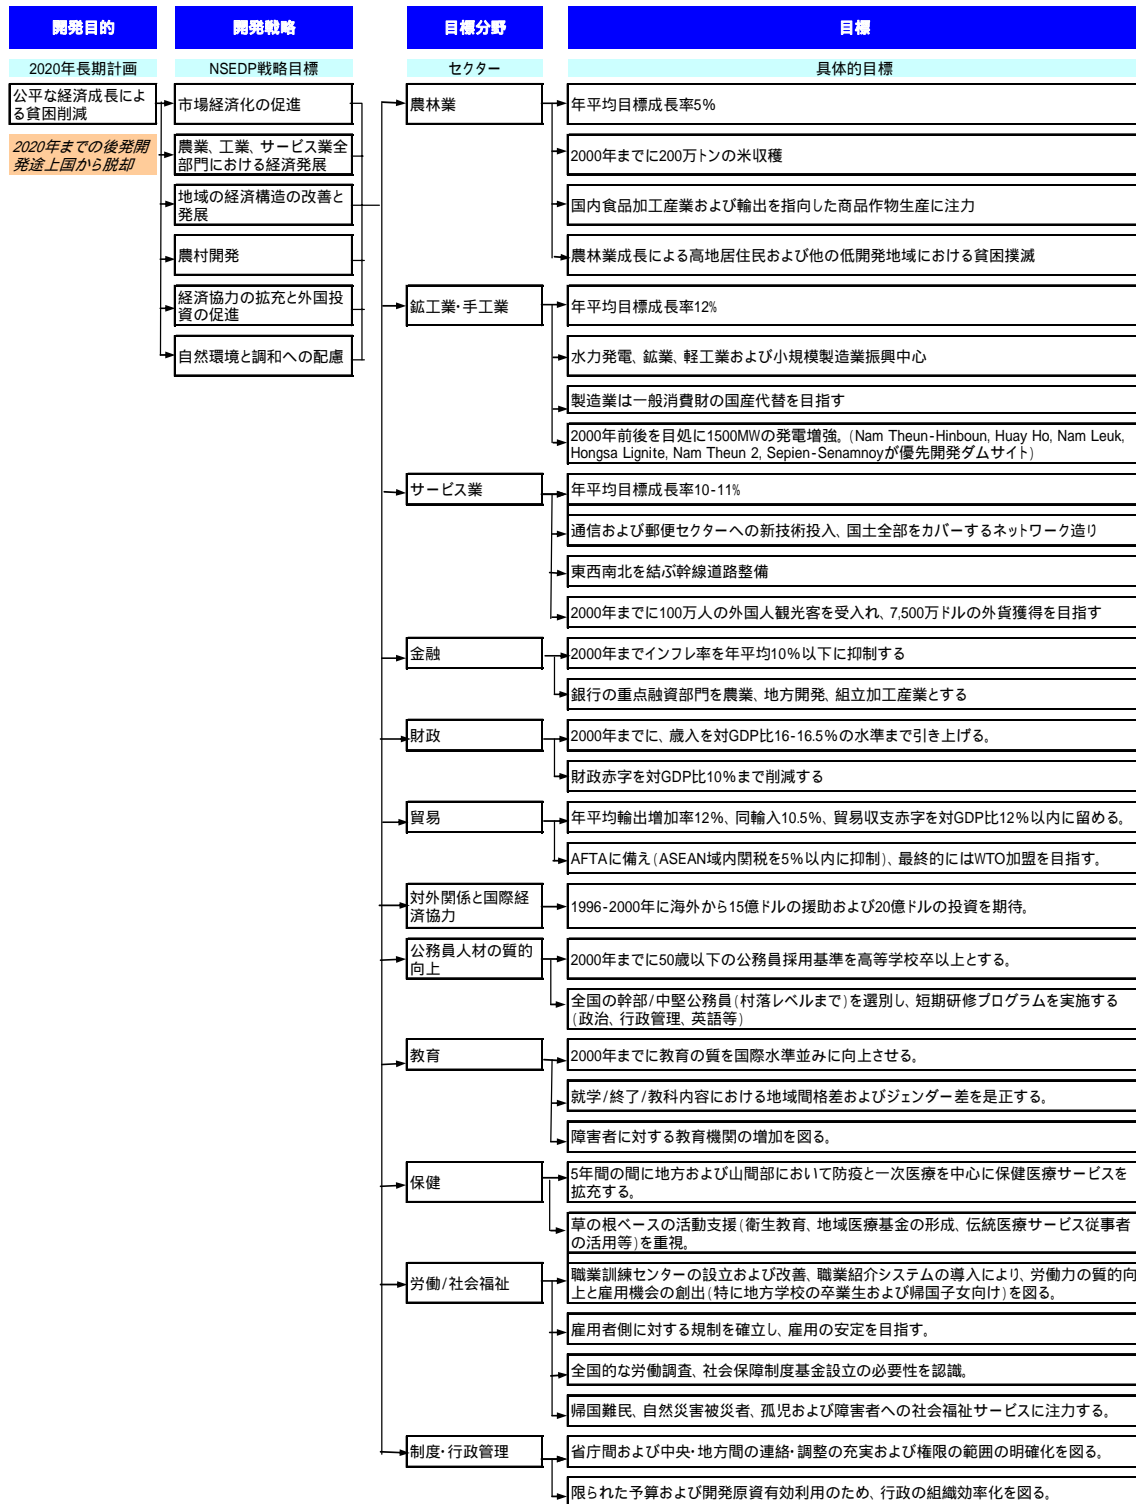 開発目的
開発戦略
目標分野
目標
2020年長期計画
NSEDP戦略目標
セクター
具体的目標
公平な経済成長によ
る貧困削減
2020年までの後発開
発途上国から脱却
市場経済化の促進
農業、工業、サービス業全
部門における経済発展
地域の経済構造の改善と
発展
農村開発
経済協力の拡充と外国投
資の促進
自然環境と調和への配慮
農林業
年平均目標成長率5%
2000年までに200万トンの米収穫
国内食品加工産業および輸出を指向した商品作物生産に注力
農林業成長による高地居住民および他の低開発地域における貧困撲滅
鉱工業・手工業
年平均目標成長率12%
水力発電、鉱業、軽工業および小規模製造業振興中心
製造業は一般消費財の国産代替を目指す
2000年前後を目処に1500MWの発電増強。(Nam Theun-Hinboun, Huay Ho, Nam Leuk,
Hongsa Lignite, Nam Theun 2, Sepien-Senamnoyが優先開発ダムサイト)
サービス業
年平均目標成長率10-11%
通信および郵便セクターへの新技術投入、国土全部をカバーするネットワーク造り
東西南北を結ぶ幹線道路整備
2000年までに100万人の外国人観光客を受入れ、7,500万ドルの外貨獲得を目指す
金融
2000年までインフレ率を年平均10%以下に抑制する
銀行の重点融資部門を農業、地方開発、組立加工産業とする
財政
2000年までに、歳入を対GDP比16-16.5%の水準まで引き上げる。
財政赤字を対GDP比10%まで削減する
貿易
年平均輸出増加率12%、同輸入10.5%、貿易収支赤字を対GDP比12%以内に留める。
AFTAに備え(ASEAN域内関税を5%以内に抑制)、最終的にはWTO加盟を目指す。
対外関係と国際経
済協力
1996-2000年に海外から15億ドルの援助および20億ドルの投資を期待。
公務員人材の質的
向上
2000年までに50歳以下の公務員採用基準を高等学校卒以上とする。
全国の幹部/中堅公務員(村落レベルまで)を選別し、短期研修プログラムを実施する
(政治、行政管理、英語等)
教育
2000年までに教育の質を国際水準並みに向上させる。
就学/終了/教科内容における地域間格差およびジェンダー差を是正する。
障害者に対する教育機関の増加を図る。
保健
5年間の間に地方および山間部において防疫と一次医療を中心に保健医療サービスを
拡充する。
草の根ベースの活動支援(衛生教育、地域医療基金の形成、伝統医療サービス従事者
の活用等)を重視。
労働/社会福祉
職業訓練センターの設立および改善、職業紹介システムの導入により、労働力の質的向
上と雇用機会の創出(特に地方学校の卒業生および帰国子女向け)を図る。
雇用者側に対する規制を確立し、雇用の安定を目指す。
全国的な労働調査、社会保障制度基金設立の必要性を認識。
帰国難民、自然災害被災者、孤児および障害者への社会福祉サービスに注力する。
制度・行政管理
省庁間および中央・地方間の連絡・調整の充実および権限の範囲の明確化を図る。
限られた予算および開発原資有効利用のため、行政の組織効率化を図る。